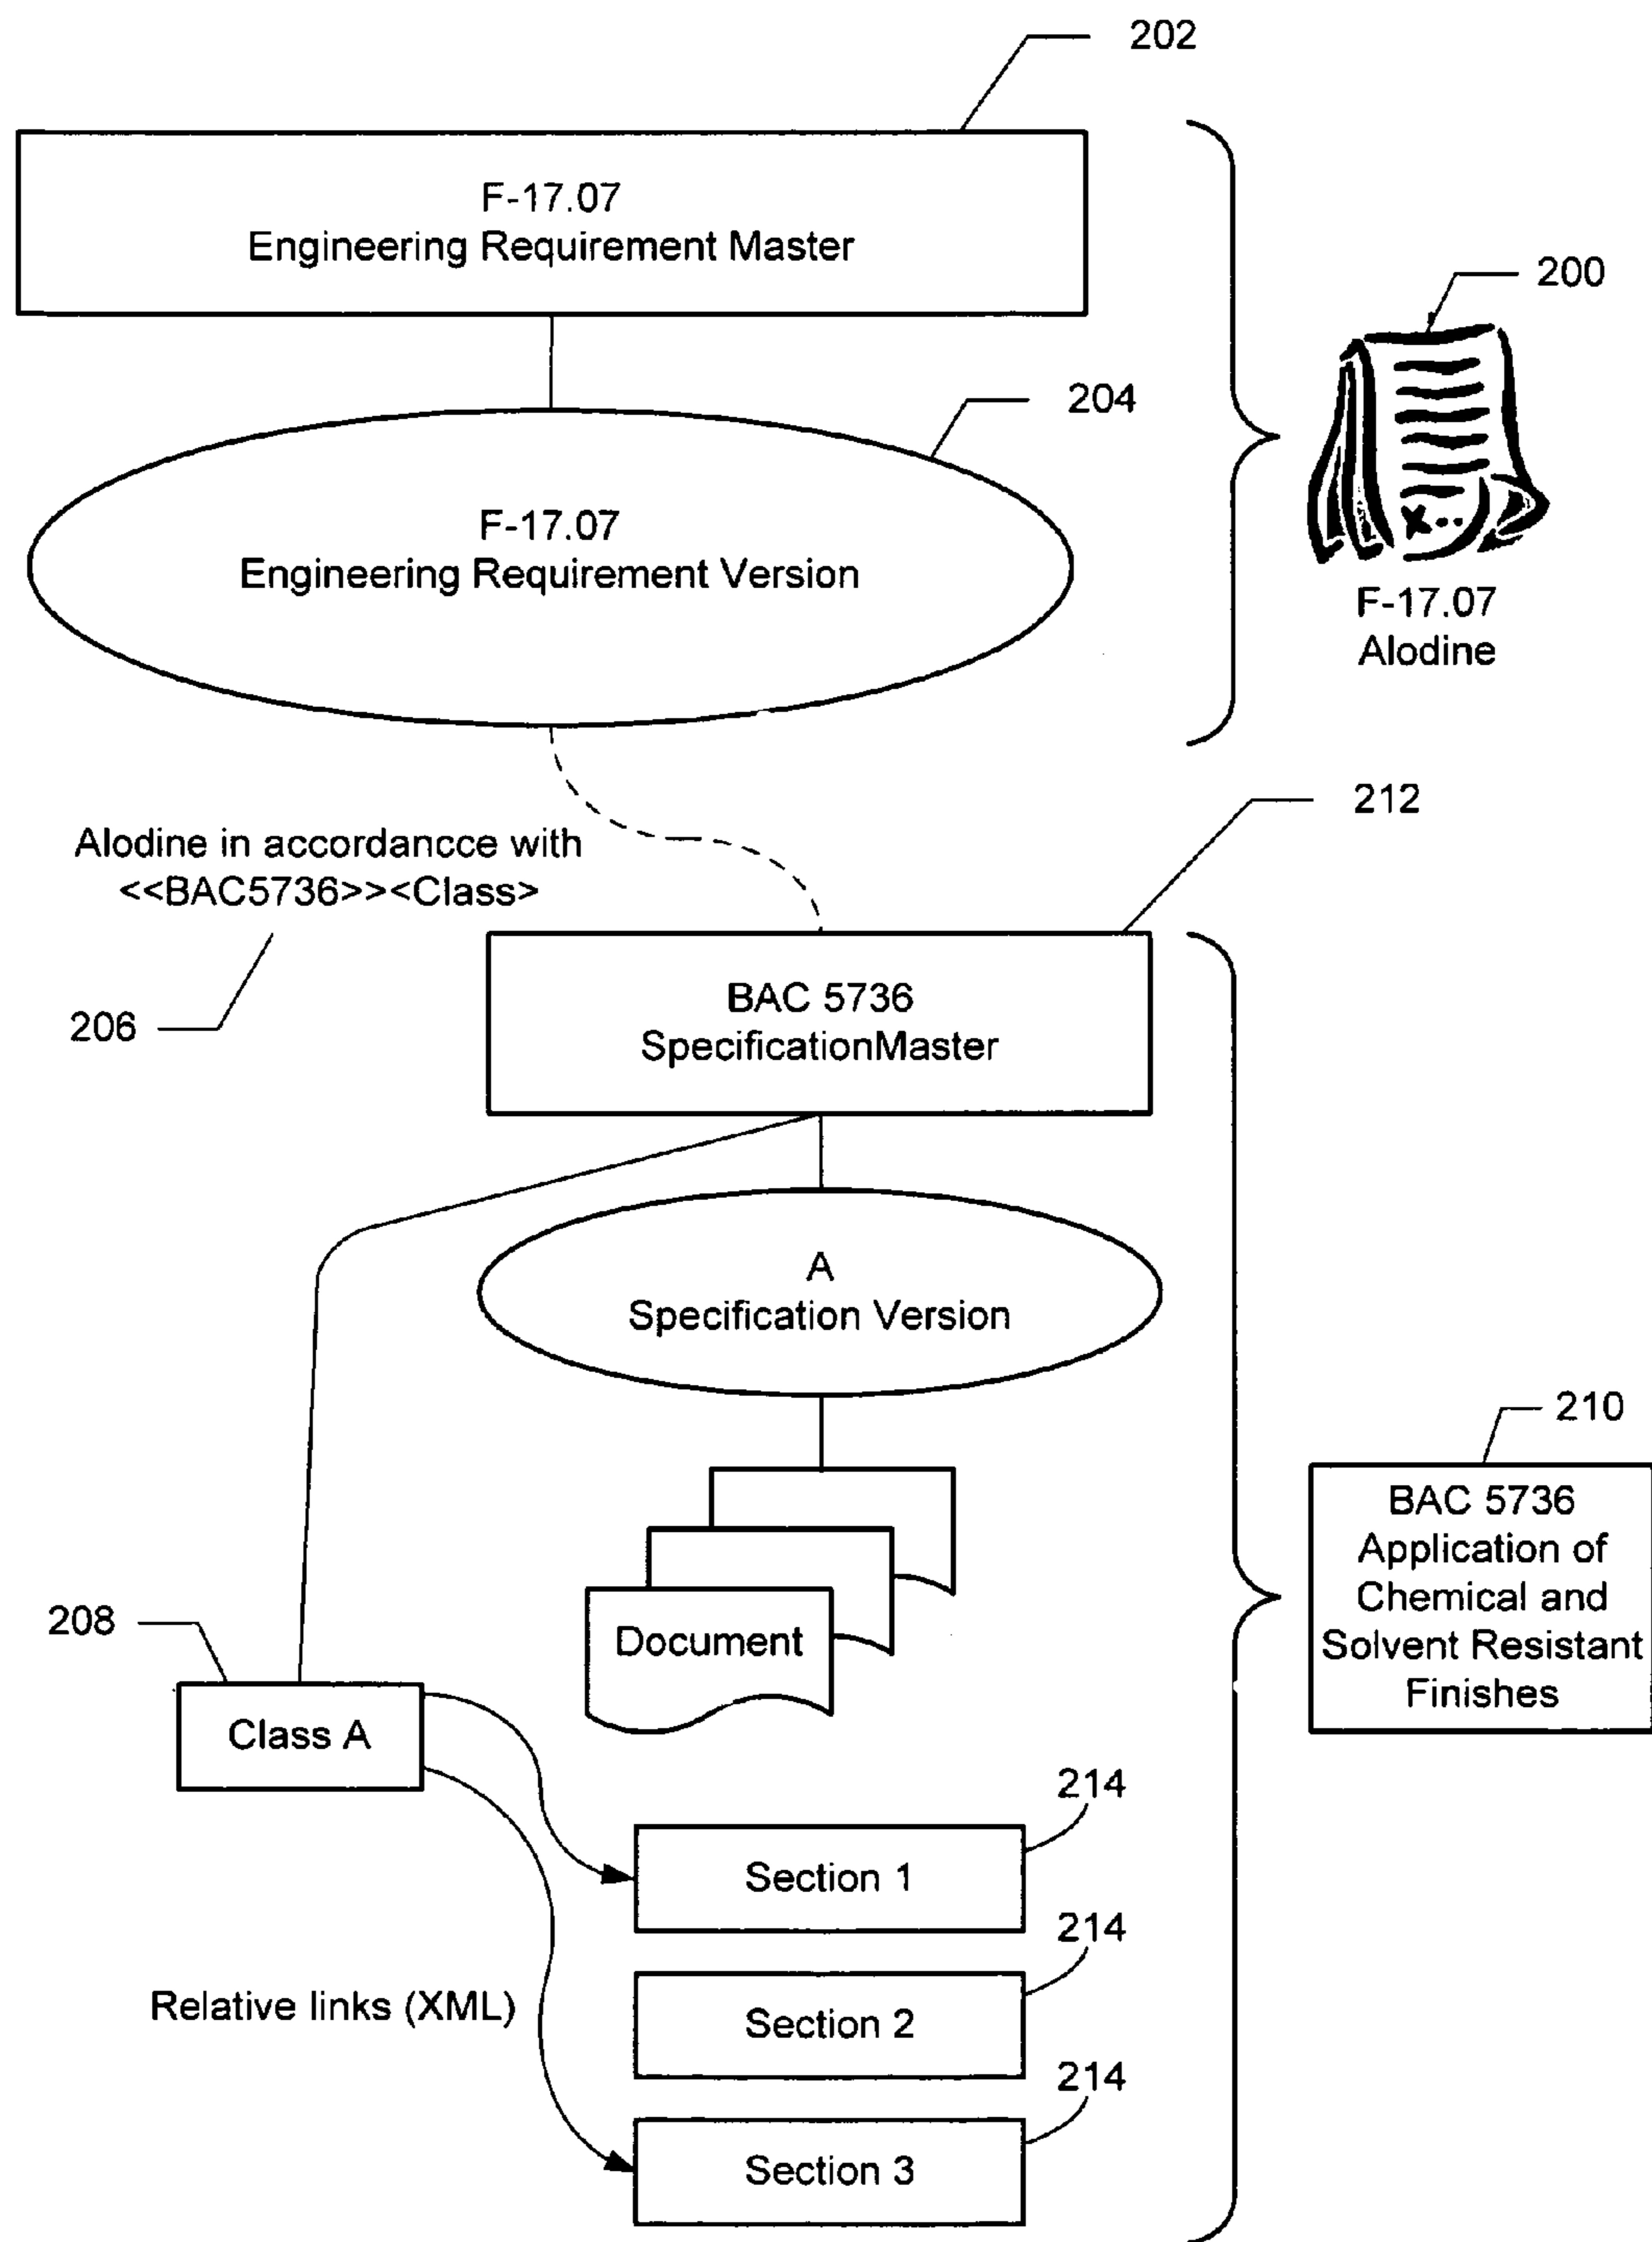 202
F-17.07
Engineering Requirement Master
200
204
F-17.07
Engineering Requirement Version
F-17.07
Alodine
212
Alodine in accordancce with
<<BAC5736>><Class>
206
BAC 5736
SpecificationMaster
A
Specification Version
210
BAC 5736
Application of
Chemical and
Solvent Resistant
Finishes
Document
208
Class A
214
Section 1
214
Relative links (XML)
Section 2
214
Section 3